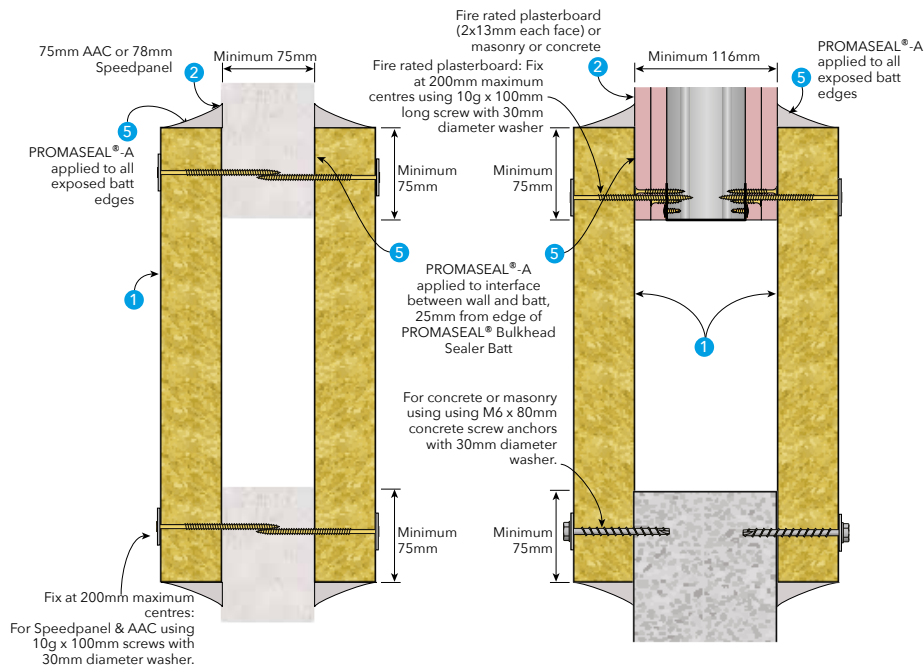 75mm AAC or 78mm
Speedpanel
Minimum 75mm
2
5
PROMASEAL®-A
applied to all
exposed batt
edges
Minimum
75mm
1
5
PROMASEAL®-A
applied to interface
between wall and batt,
25mm from edge of
PROMASEAL® Bulkhead
Sealer Batt
Minimum
75mm
Fix at 200mm maximum
centres:
For Speedpanel & AAC using
10g x 100mm screws with
30mm diameter washer.
Fire rated plasterboard
(2x13mm each face) or
masonry or concrete
Fire rated plasterboard: Fix
at 200mm maximum
centres using 10g x 100mm
long screw with 30mm
diameter washer
2
Minimum 116mm
PROMASEAL®-A
applied to all
exposed batt
edges
5
Minimum
75mm
5
1
For concrete or masonry
using using M6 x 80mm
concrete screw anchors
with 30mm diameter
washer.
Minimum
75mm